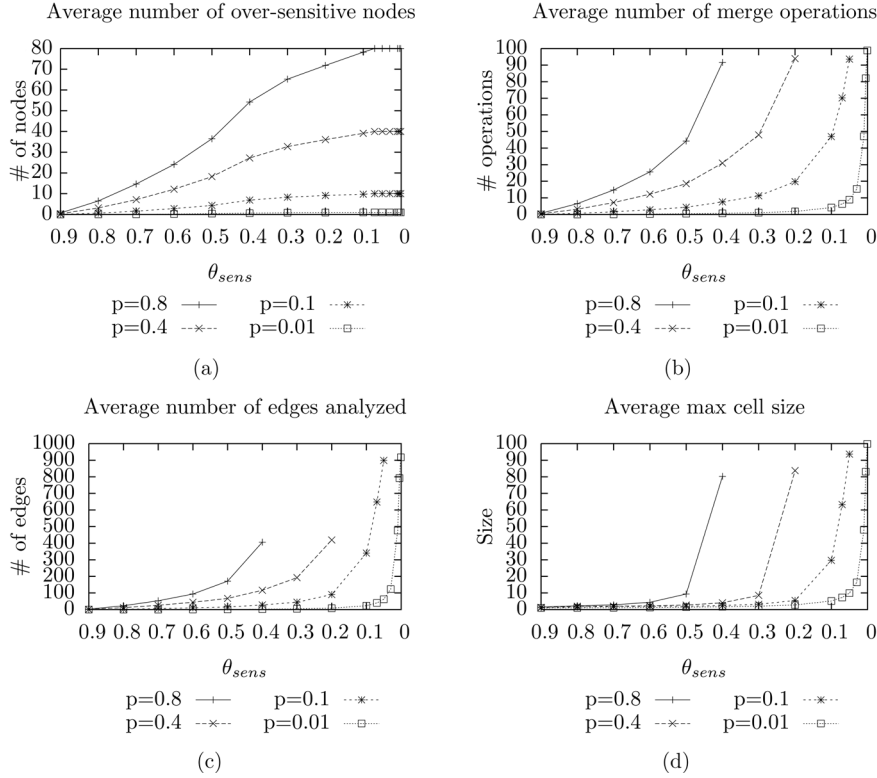 Average number of over-sensitive nodes
# of nodes
80
70
60
50
40
30
20
10
0
0.9 0.8 0.7 0.6 0.5 0.4 0.3 0.2 0.1 0
θsens
p=0.8 p=0.1
p=0.4 p=0.01
(a)
Average number of merge operations
# operations
100
90
80
70
60
50
40
30
20
10
0
0.9 0.8 0.7 0.6 0.5 0.4 0.3 0.2 0.1 0
θsens
p=0.8 p=0.1
p=0.4 p=0.01
(b)
Average number of edges analyzed
# of edges
1000
900
800
700
600
500
400
300
200
100
0
0.9 0.8 0.7 0.6 0.5 0.4 0.3 0.2 0.1 0
θsens
p=0.8 p=0.1
p=0.4 p=0.01
(c)
Average max cell size
Size
100
90
80
70
60
50
40
30
20
10
0
0.9 0.8 0.7 0.6 0.5 0.4 0.3 0.2 0.1 0
θsens
p=0.8 p=0.1
p=0.4 p=0.01
(d)